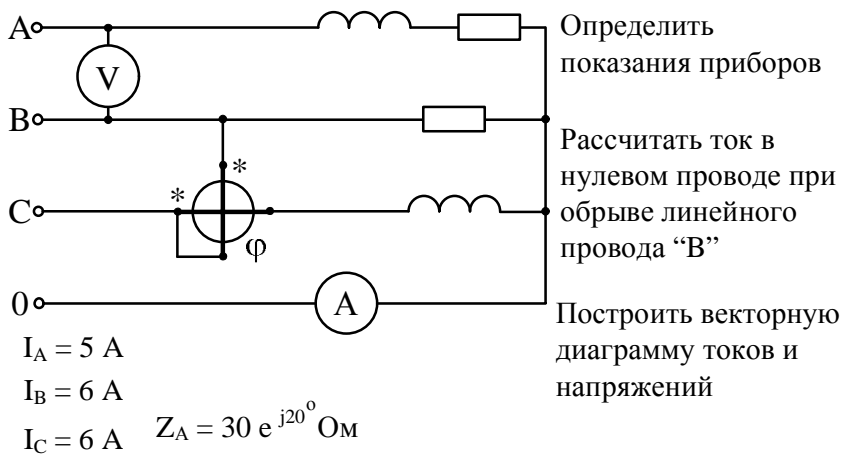 A
V
B
*
*
C
φ
0
A
Определить
показания приборов
Рассчитать ток в
нулевом проводе при
обрыве линейного
провода “В”
Построить векторную
диаграмму токов и
напряжений
I_A = 5 А
I_B = 6 А
I_C = 6 А
Z_A = 30 e^{j20°} Ом